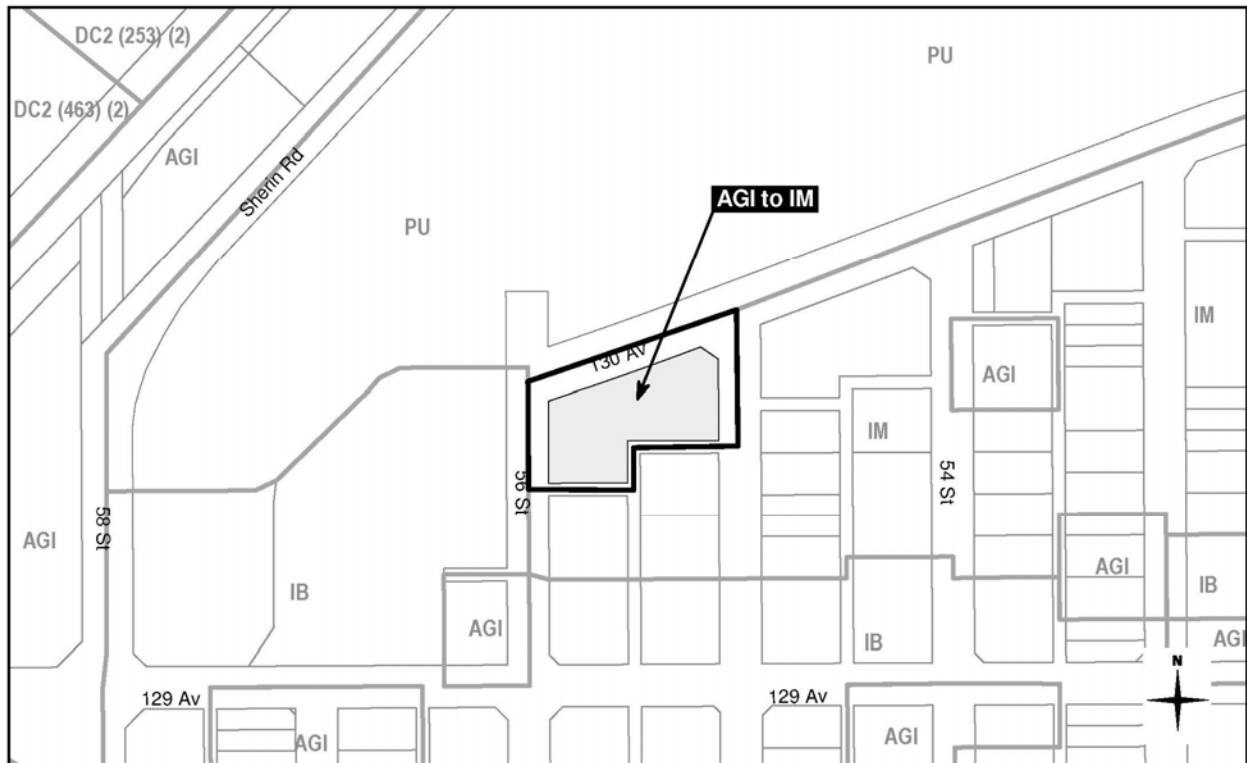 DC2 (253) (2)
PU
DC2 (463) (2)
AGI
Sherin Rd
AGI to IM
PU
IM
130 Av
AGI
IM
56 St
54 St
58 St
AGI
AGI
IB
IB
AGI
IB
AGI
N
129 Av
129 Av
AGI
AGI